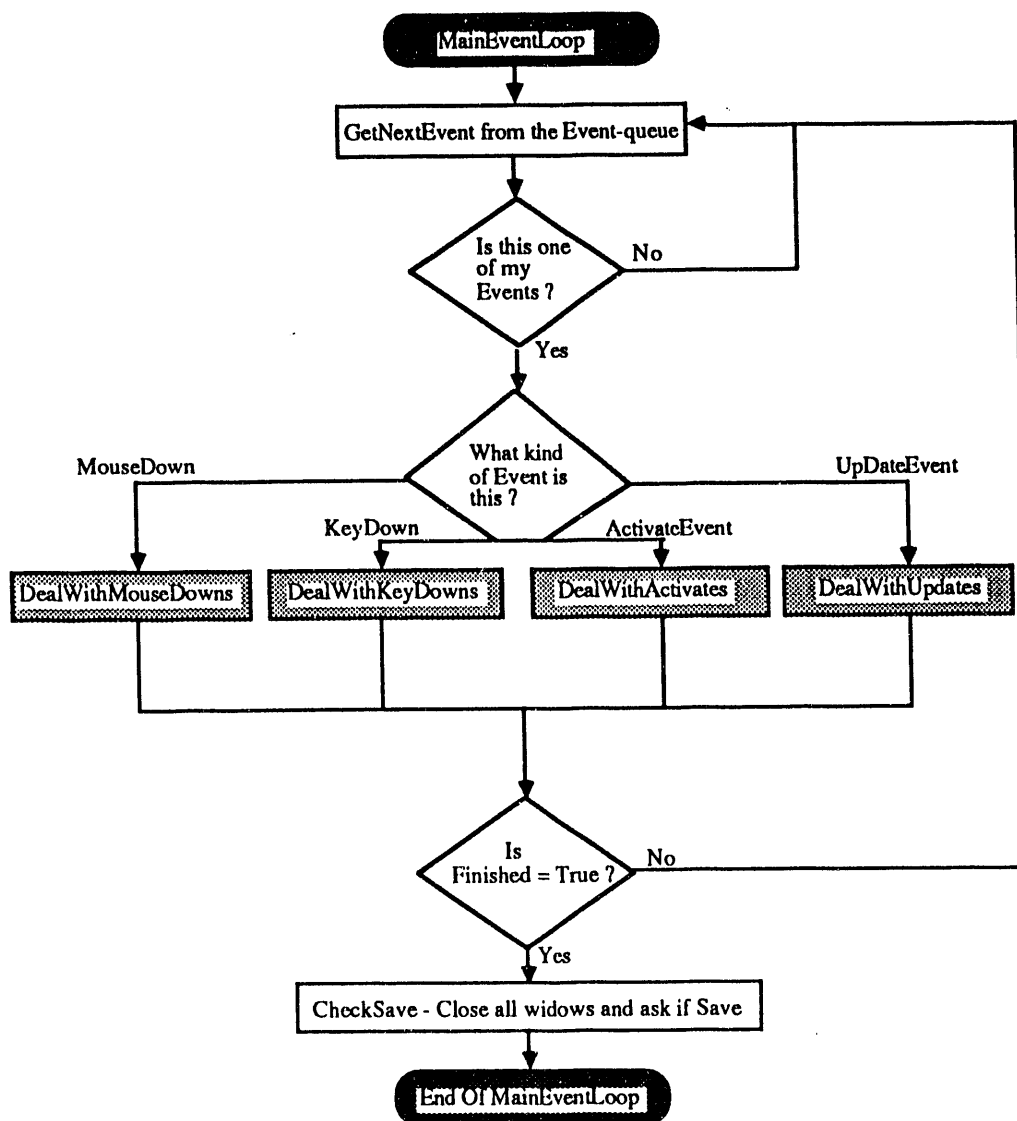 MainEventLoop
GetNextEvent from the Event-queue
Is this one
of my
Events ?
No
Yes
What kind
of Event is
this ?
MouseDown
UpDateEvent
KeyDown
ActivateEvent
DealWithMouseDowns
DealWithKeyDowns
DealWithActivates
DealWithUpdates
Is
Finished = True ?
No
Yes
CheckSave - Close all widows and ask if Save
End Of MainEventLoop